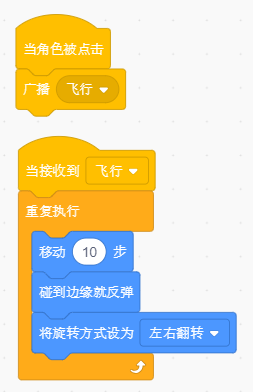 当角色被点击
广播 飞行
当接收到 飞行
重复执行
移动 10 步
碰到边缘就反弹
将旋转方式设为 左右翻转